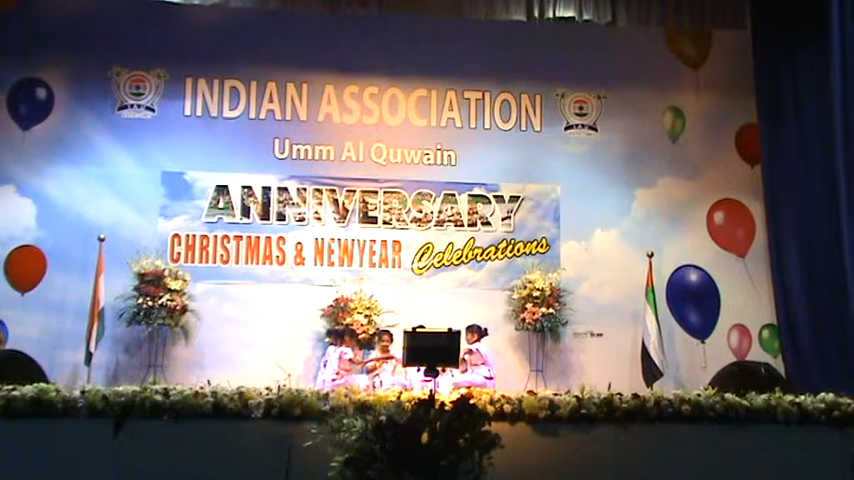 INDIAN ASSOCIATION
Umm Al Quwain
ANNIVERSARY
CHRISTMAS & NEWYEAR Celebrations